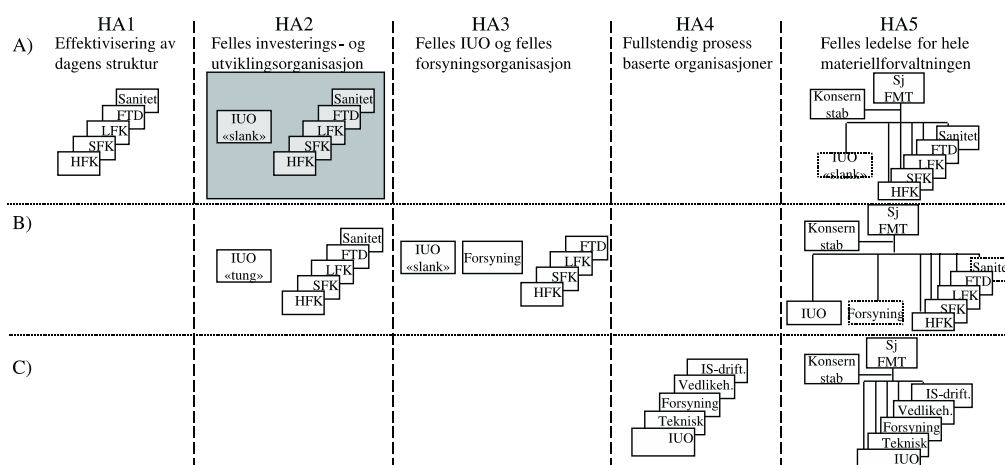 HA1
Effektivisering av
dagens struktur
HA2
Felles investerings- og
utviklingsorganisasjon
HA3
Felles IUO og felles
forsyningsorganisasjon
HA4
Fullstendig prosess
baserte organisasjoner
HA5
Felles ledelse for hele
materiellforvaltningen
A)
Sanitet
FTD
LFK
SFK
HFK
IUO
«slank»
Sanitet
FTD
LFK
SFK
HFK
Sj
FMT
Konsern
stab
IUO
«slank»
Sanitet
FTD
LFK
SFK
HFK
B)
IUO
«tung»
Sanitet
FTD
LFK
SFK
HFK
IUO
«slank»
Forsyning
FTD
LFK
SFK
HFK
Sj
FMT
Konsern
stab
IUO
Forsyning
Sanitet
FTD
LFK
SFK
HFK
C)
IS-drift.
Vedlikeh.
Forsyning
Teknisk
IUO
Sj
FMT
Konsern
stab
IS-drift.
Vedlikeh.
Forsyning
Teknisk
IUO